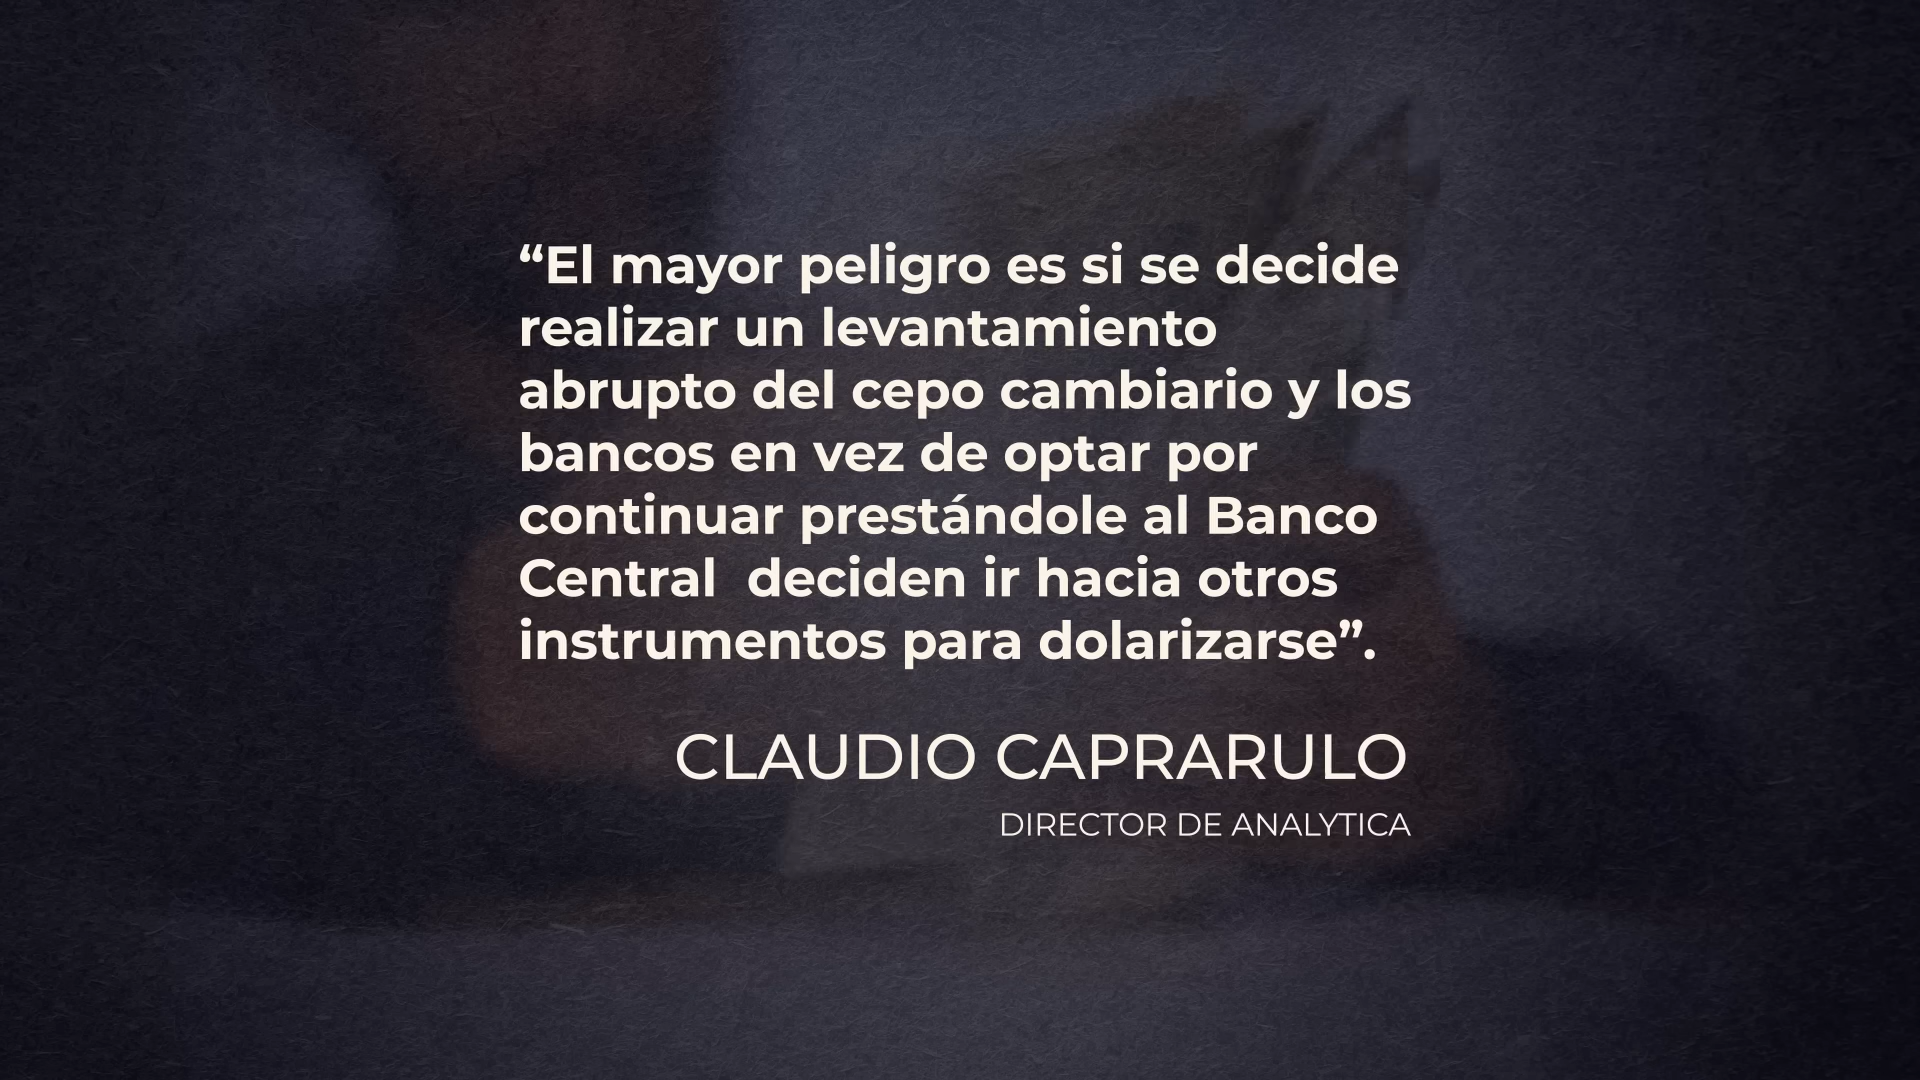 “El mayor peligro es si se decide
realizar un levantamiento
abrupto del cepo cambiario y los
bancos en vez de optar por
continuar prestándole al Banco
Central  deciden ir hacia otros
instrumentos para dolarizarse”.
CLAUDIO CAPRARULO
DIRECTOR DE ANALYTICA